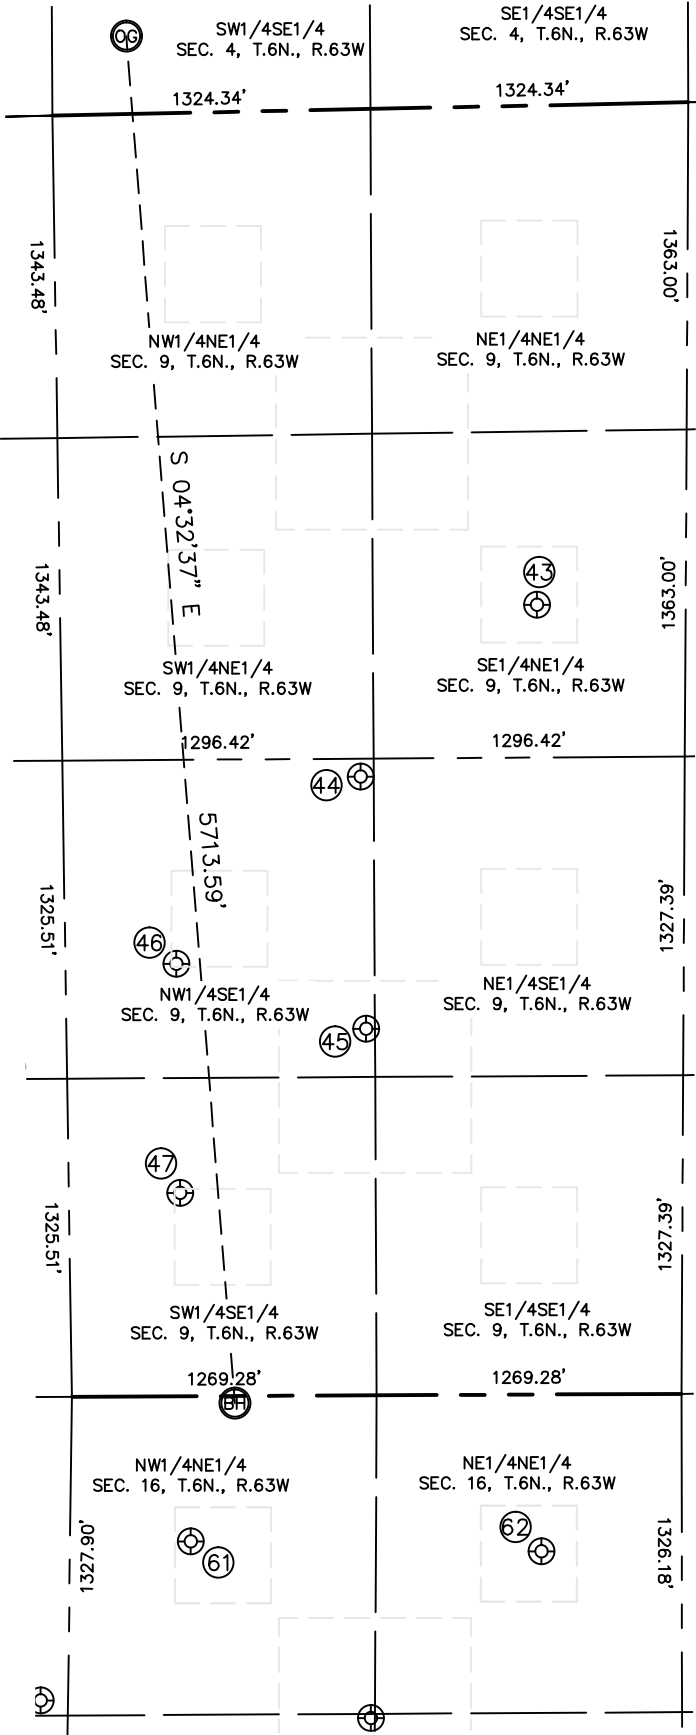 OG
SW1/4SE1/4
SEC. 4, T.6N., R.63W
SE1/4SE1/4
SEC. 4, T.6N., R.63W
1324.34'
1324.34'
1343.48'
1363.00'
NW1/4NE1/4
SEC. 9, T.6N., R.63W
NE1/4NE1/4
SEC. 9, T.6N., R.63W
S 04°32'37" E
1343.48'
43
1363.00'
SW1/4NE1/4
SEC. 9, T.6N., R.63W
SE1/4NE1/4
SEC. 9, T.6N., R.63W
1296.42'
1296.42'
44
5713.59'
1325.51'
1327.39'
46
NW1/4SE1/4
SEC. 9, T.6N., R.63W
NE1/4SE1/4
SEC. 9, T.6N., R.63W
45
47
1325.51'
1327.39'
SW1/4SE1/4
SEC. 9, T.6N., R.63W
SE1/4SE1/4
SEC. 9, T.6N., R.63W
1269.28'
1269.28'
BH
NW1/4NE1/4
SEC. 16, T.6N., R.63W
NE1/4NE1/4
SEC. 16, T.6N., R.63W
1327.90'
61
62
1326.18'